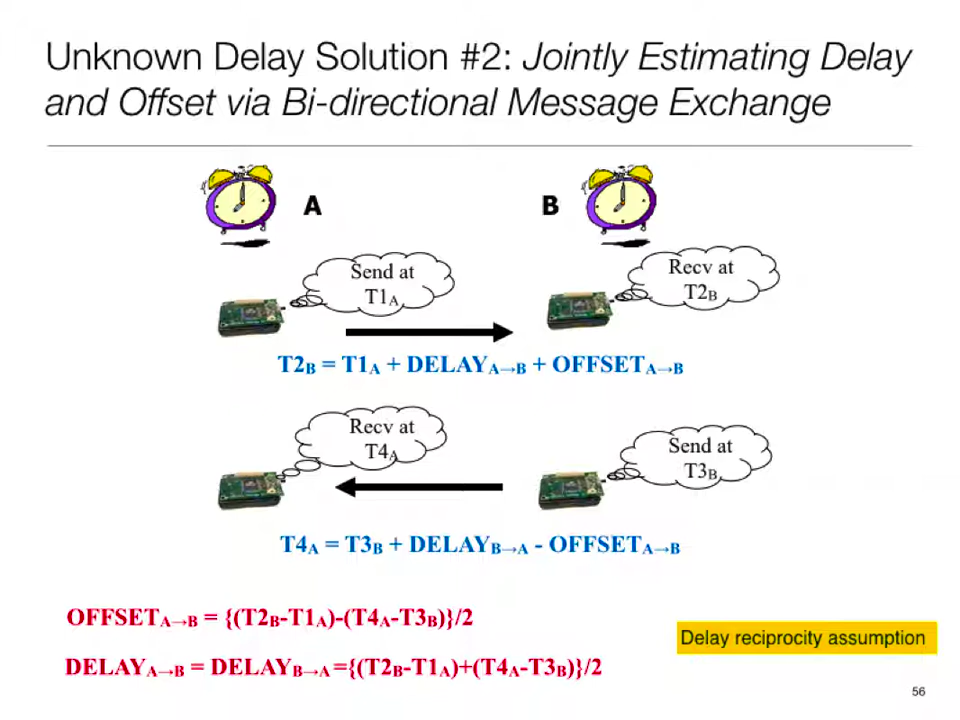 Unknown Delay Solution #2: Jointly Estimating Delay
and Offset via Bi-directional Message Exchange
A
B
Send at
T1A
Recv at
T2B
T2B = T1A + DELAYA→B + OFFSETA→B
Recv at
T4A
Send at
T3B
T4A = T3B + DELAYB→A - OFFSETA→B
OFFSETA→B = {(T2B-T1A)-(T4A-T3B)}/2
Delay reciprocity assumption
DELAYA→B = DELAYB→A ={(T2B-T1A)+(T4A-T3B)}/2
56